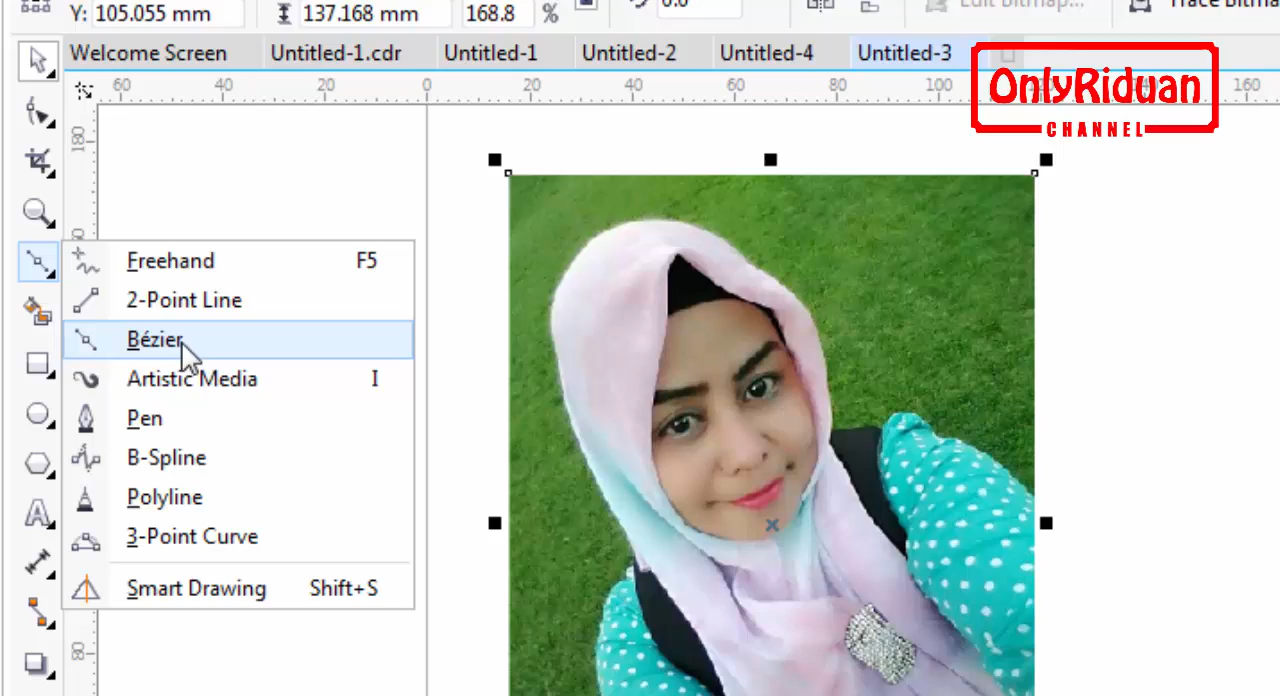 Y: 105.055 mm 137.168 mm 168.8 %
Welcome Screen Untitled-1.cdr Untitled-1 Untitled-2 Untitled-4 Untitled-3
60 40 20 0 20 40 60 80 100 160
OnlyRiduan
CHANNEL
180
Freehand F5
2-Point Line
Bézier
Artistic Media I
Pen
B-Spline
Polyline
3-Point Curve
Smart Drawing Shift+S
80